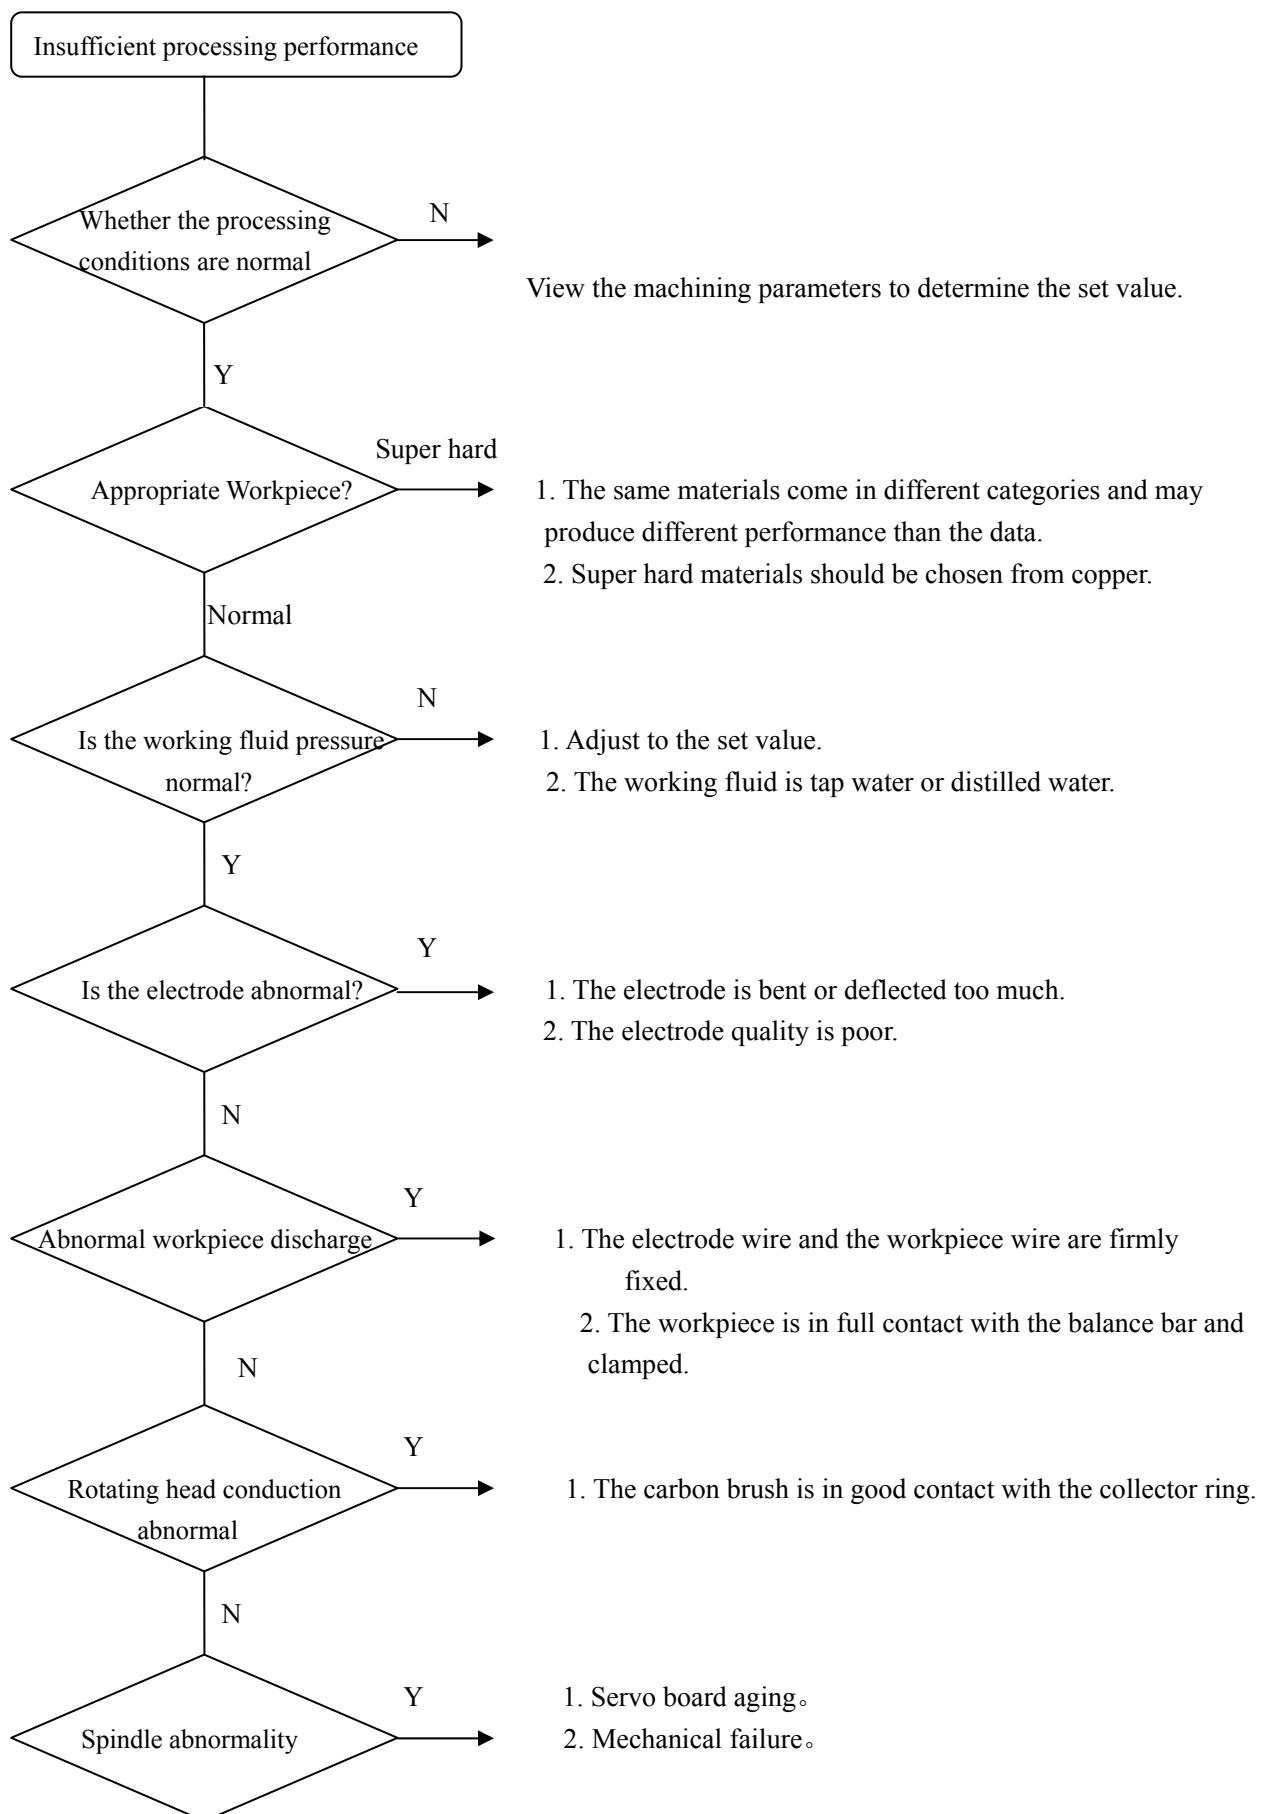 Insufficient processing performance
Whether the processing
conditions are normal
N
View the machining parameters to determine the set value.
Y
Appropriate Workpiece?
Super hard
1. The same materials come in different categories and may
produce different performance than the data.
2. Super hard materials should be chosen from copper.
Normal
Is the working fluid pressure
normal?
N
1. Adjust to the set value.
2. The working fluid is tap water or distilled water.
Y
Is the electrode abnormal?
Y
1. The electrode is bent or deflected too much.
2. The electrode quality is poor.
N
Abnormal workpiece discharge
Y
1. The electrode wire and the workpiece wire are firmly
fixed.
2. The workpiece is in full contact with the balance bar and
clamped.
N
Rotating head conduction
abnormal
Y
1. The carbon brush is in good contact with the collector ring.
N
Spindle abnormality
Y
1. Servo board aging。
2. Mechanical failure。